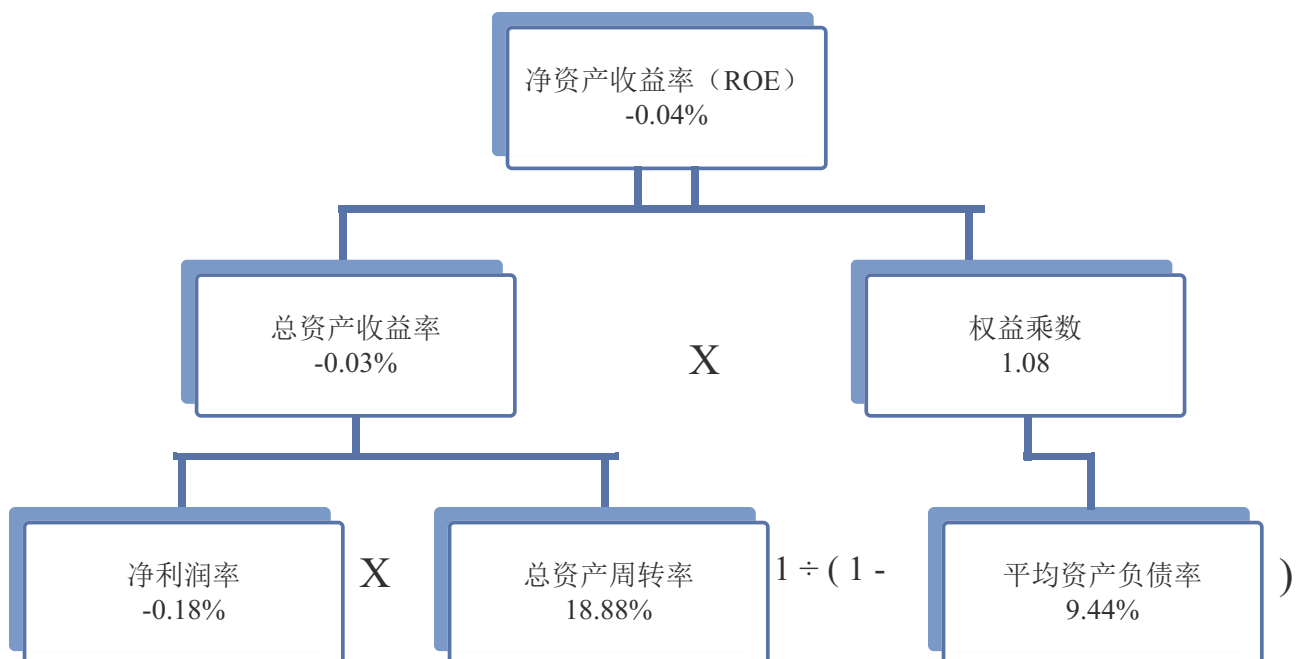 净资产收益率（ROE）
-0.04%
总资产收益率
-0.03%
X
权益乘数
1.08
净利润率
-0.18%
X
总资产周转率
18.88%
1 ÷ ( 1 -
平均资产负债率
9.44%
)